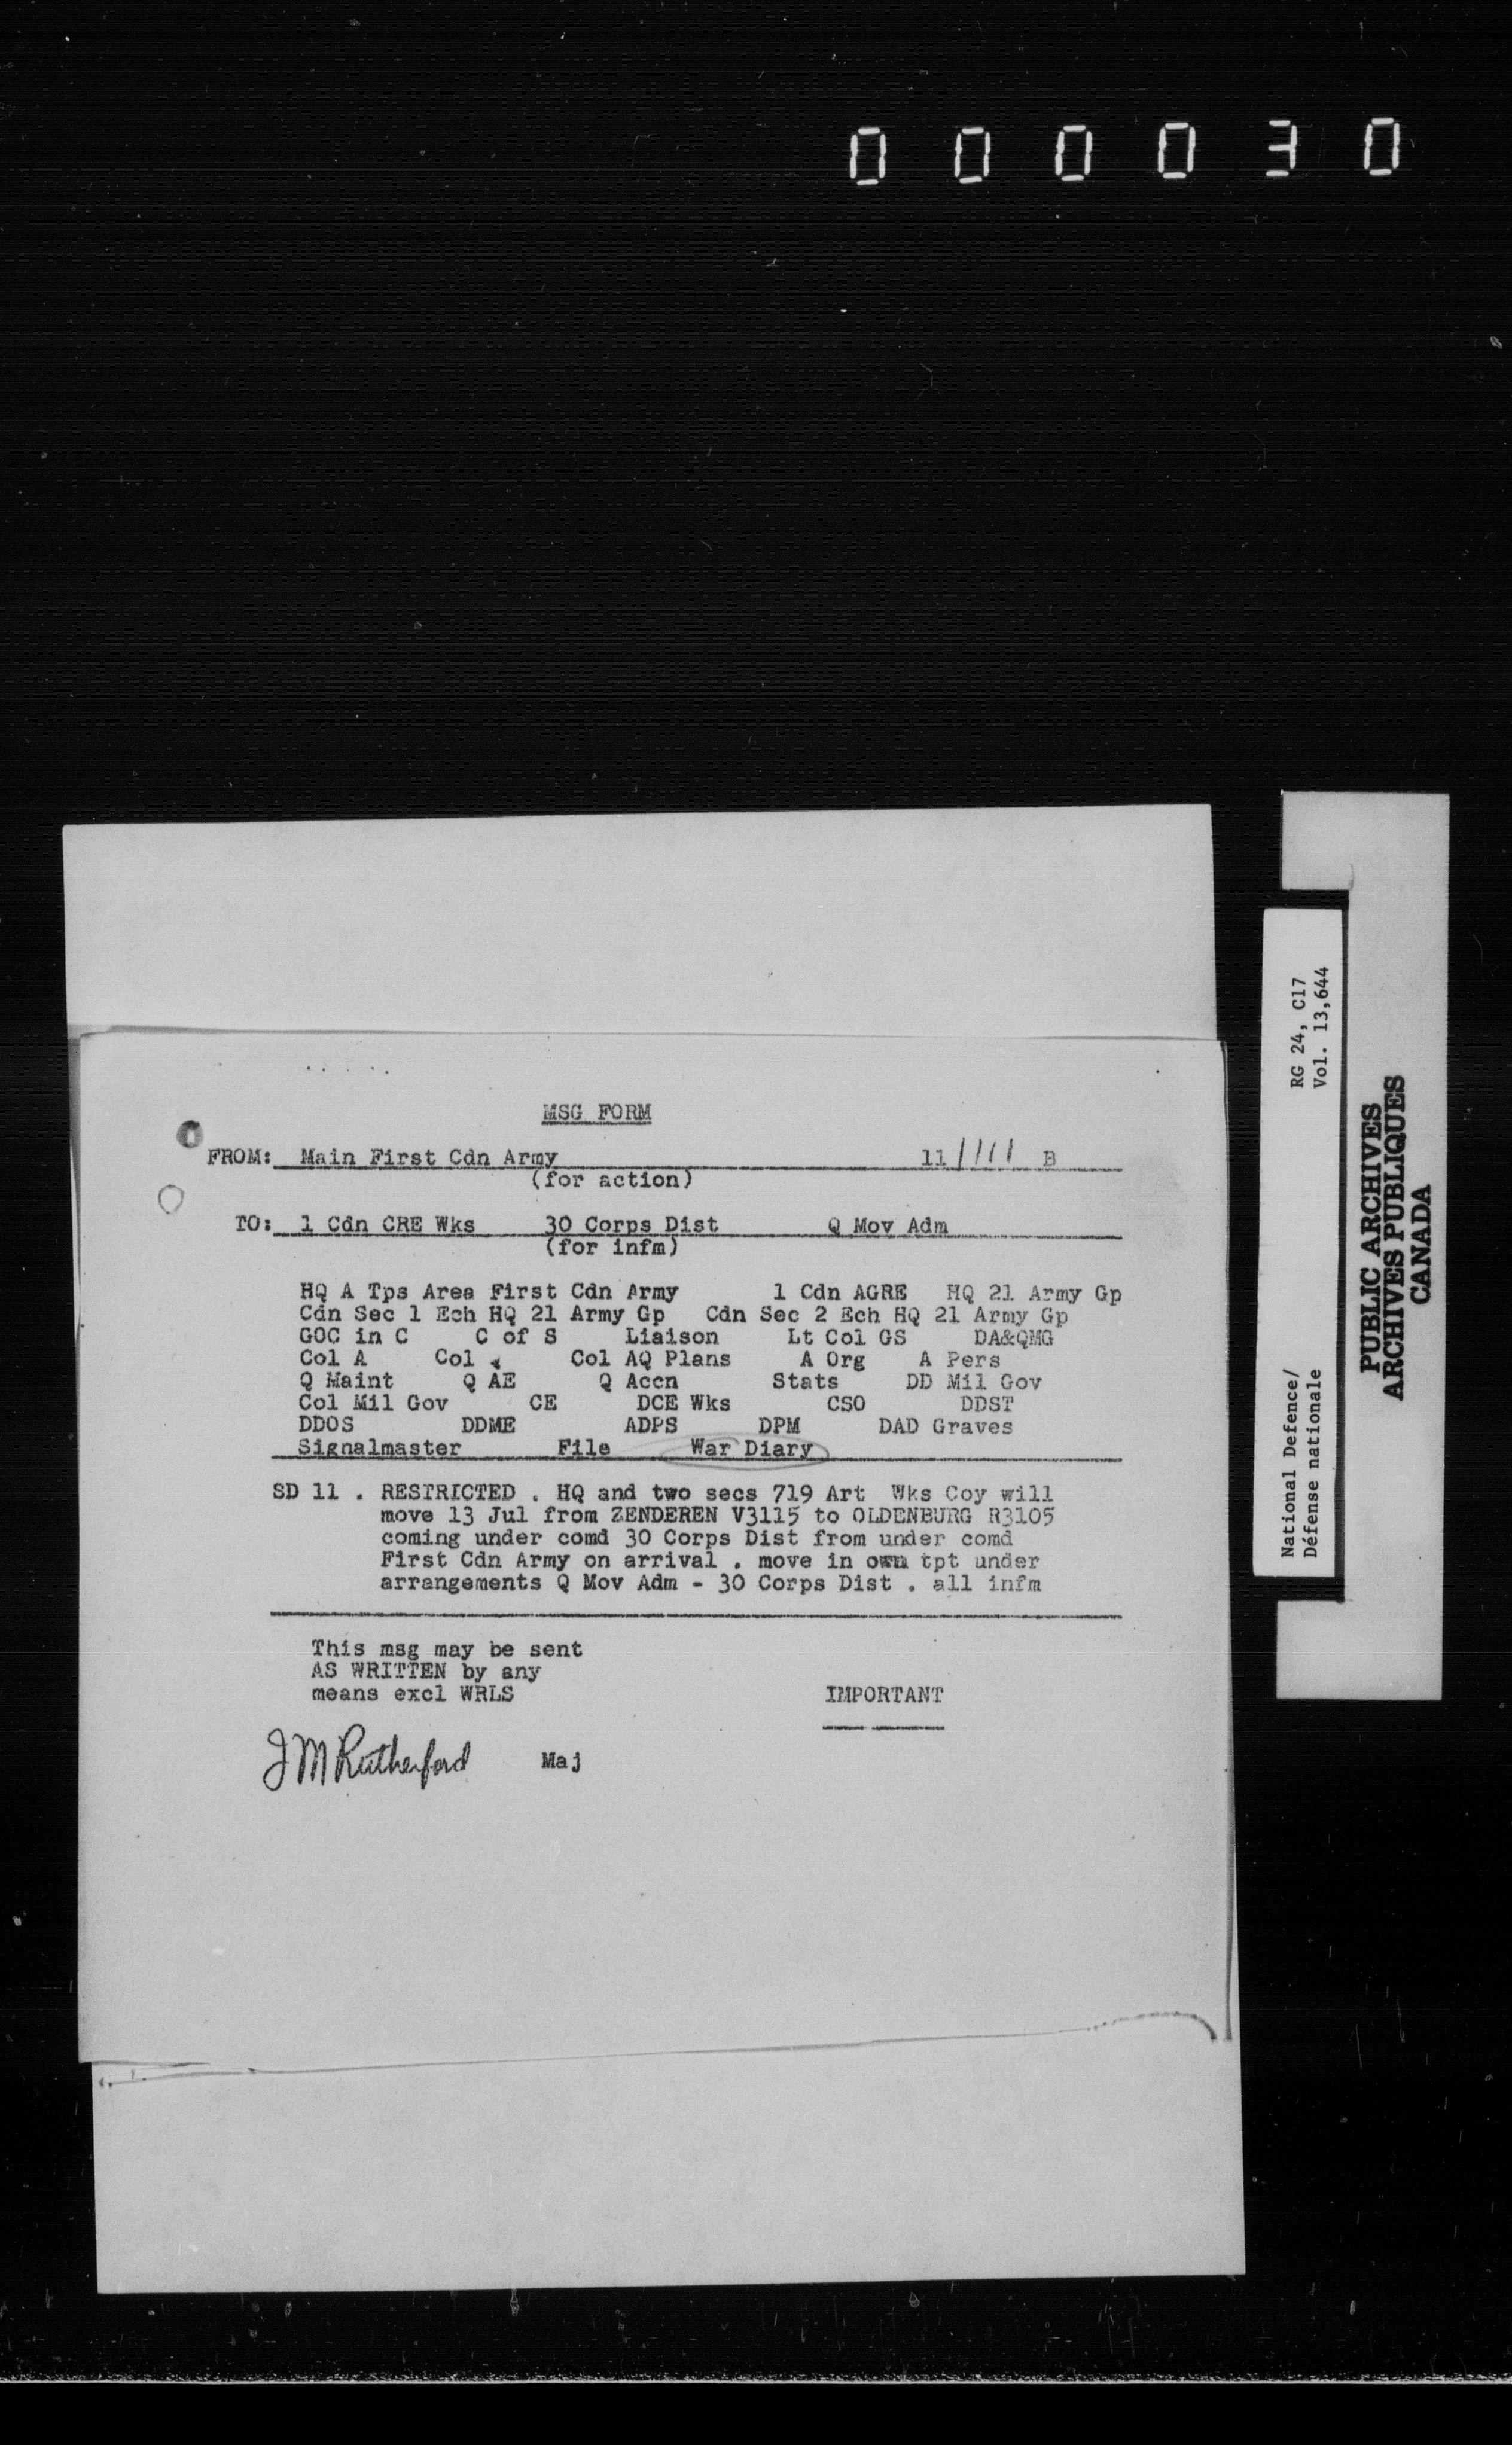 000030
MSG FORM
FROM: Main First Cdn Army 11 B
(for action)
TO: 1 Cdn CRE Wks 30 Corps Dist Q Mov Adm
(for infm)
HQ A Tps Area First Cdn Army 1 Cdn AGRE HQ 21 Army Gp
Cdn Sec 1 Ech HQ 21 Army Gp Cdn Sec 2 Ech HQ 21 Army Gp
GOC in C C of S Liaison Lt Col GS DA&QMG
Col A Col Col AQ Plans A Org A Pers
Q Maint Q AE Q Accn Stats DD Mil Gov
Col Mil Gov CE DCE Wks CSO DDST
DDOS DDME ADPS DPM DAD Graves
Signalmaster File War Diary
SD 11 . RESTRICTED . HQ and two secs 719 Art Wks Coy will
move 13 Jul from ZENDEREN V3115 to OLDENBURG R3105
coming under comd 30 Corps Dist from under comd
First Cdn Army on arrival . move in own tpt under
arrangements Q Mov Adm - 30 Corps Dist . all infm
This msg may be sent
AS WRITTEN by any
means excl WRLS
IMPORTANT
JM Rutherford Maj
National Defence/ RG 24, C17
Défense nationale Vol. 13,644
PUBLIC ARCHIVES
ARCHIVES PUBLIQUES
CANADA